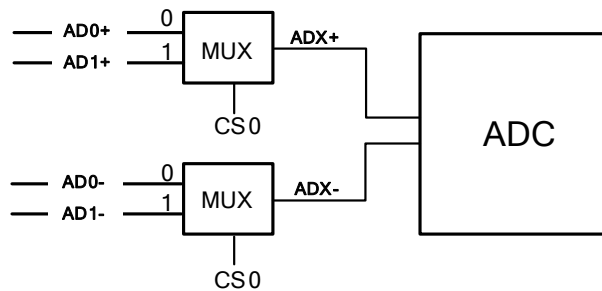 AD0+ 0
AD1+ 1
MUX
ADX+
CS0
ADC
AD0- 0
AD1- 1
MUX
ADX-
CS0